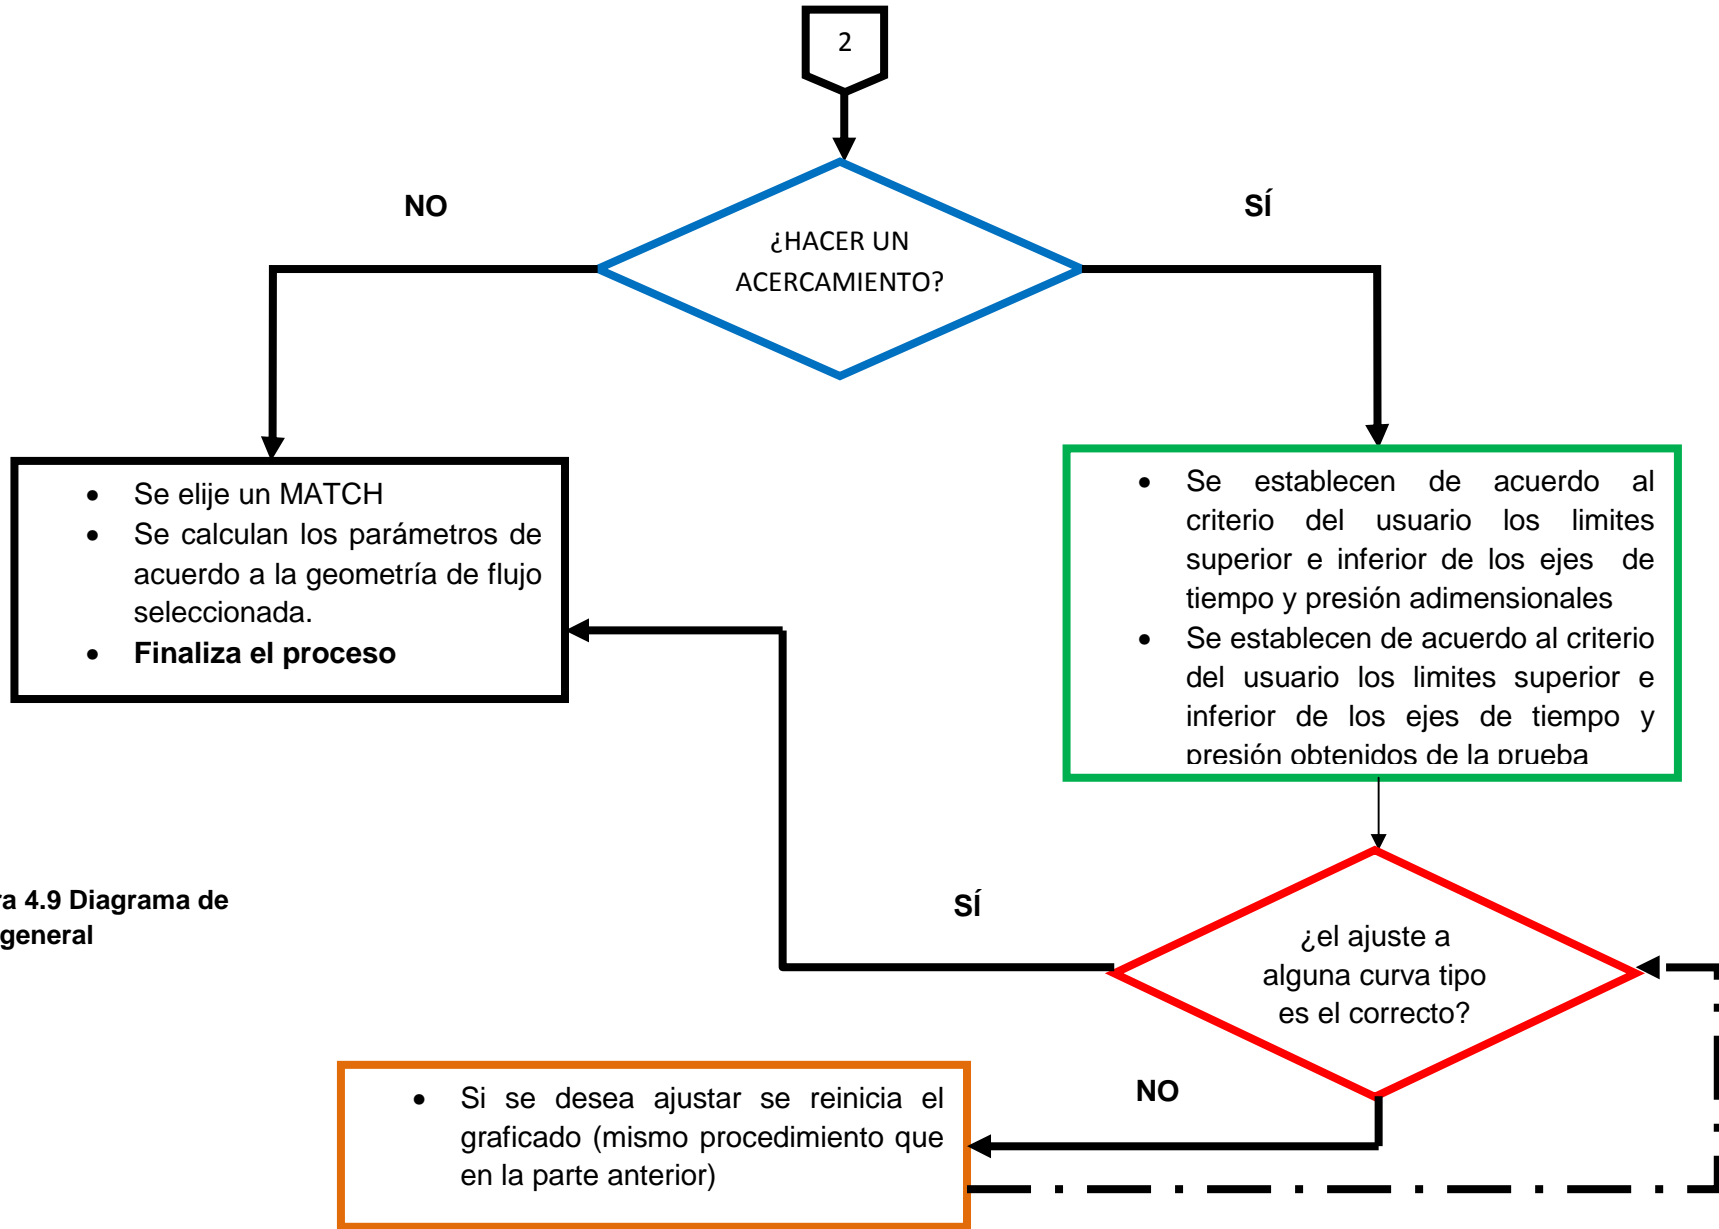 2
NO
SÍ
¿HACER UN
ACERCAMIENTO?
• Se elije un MATCH
• Se calculan los parámetros de
acuerdo a la geometría de flujo
seleccionada.
• Finaliza el proceso
• Se establecen de acuerdo al
criterio del usuario los limites
superior e inferior de los ejes de
tiempo y presión adimensionales
• Se establecen de acuerdo al criterio
del usuario los limites superior e
inferior de los ejes de tiempo y
presión obtenidos de la prueba
4.9 Diagrama de
general
SÍ
¿el ajuste a
alguna curva tipo
es el correcto?
NO
• Si se desea ajustar se reinicia el
graficado (mismo procedimiento que
en la parte anterior)